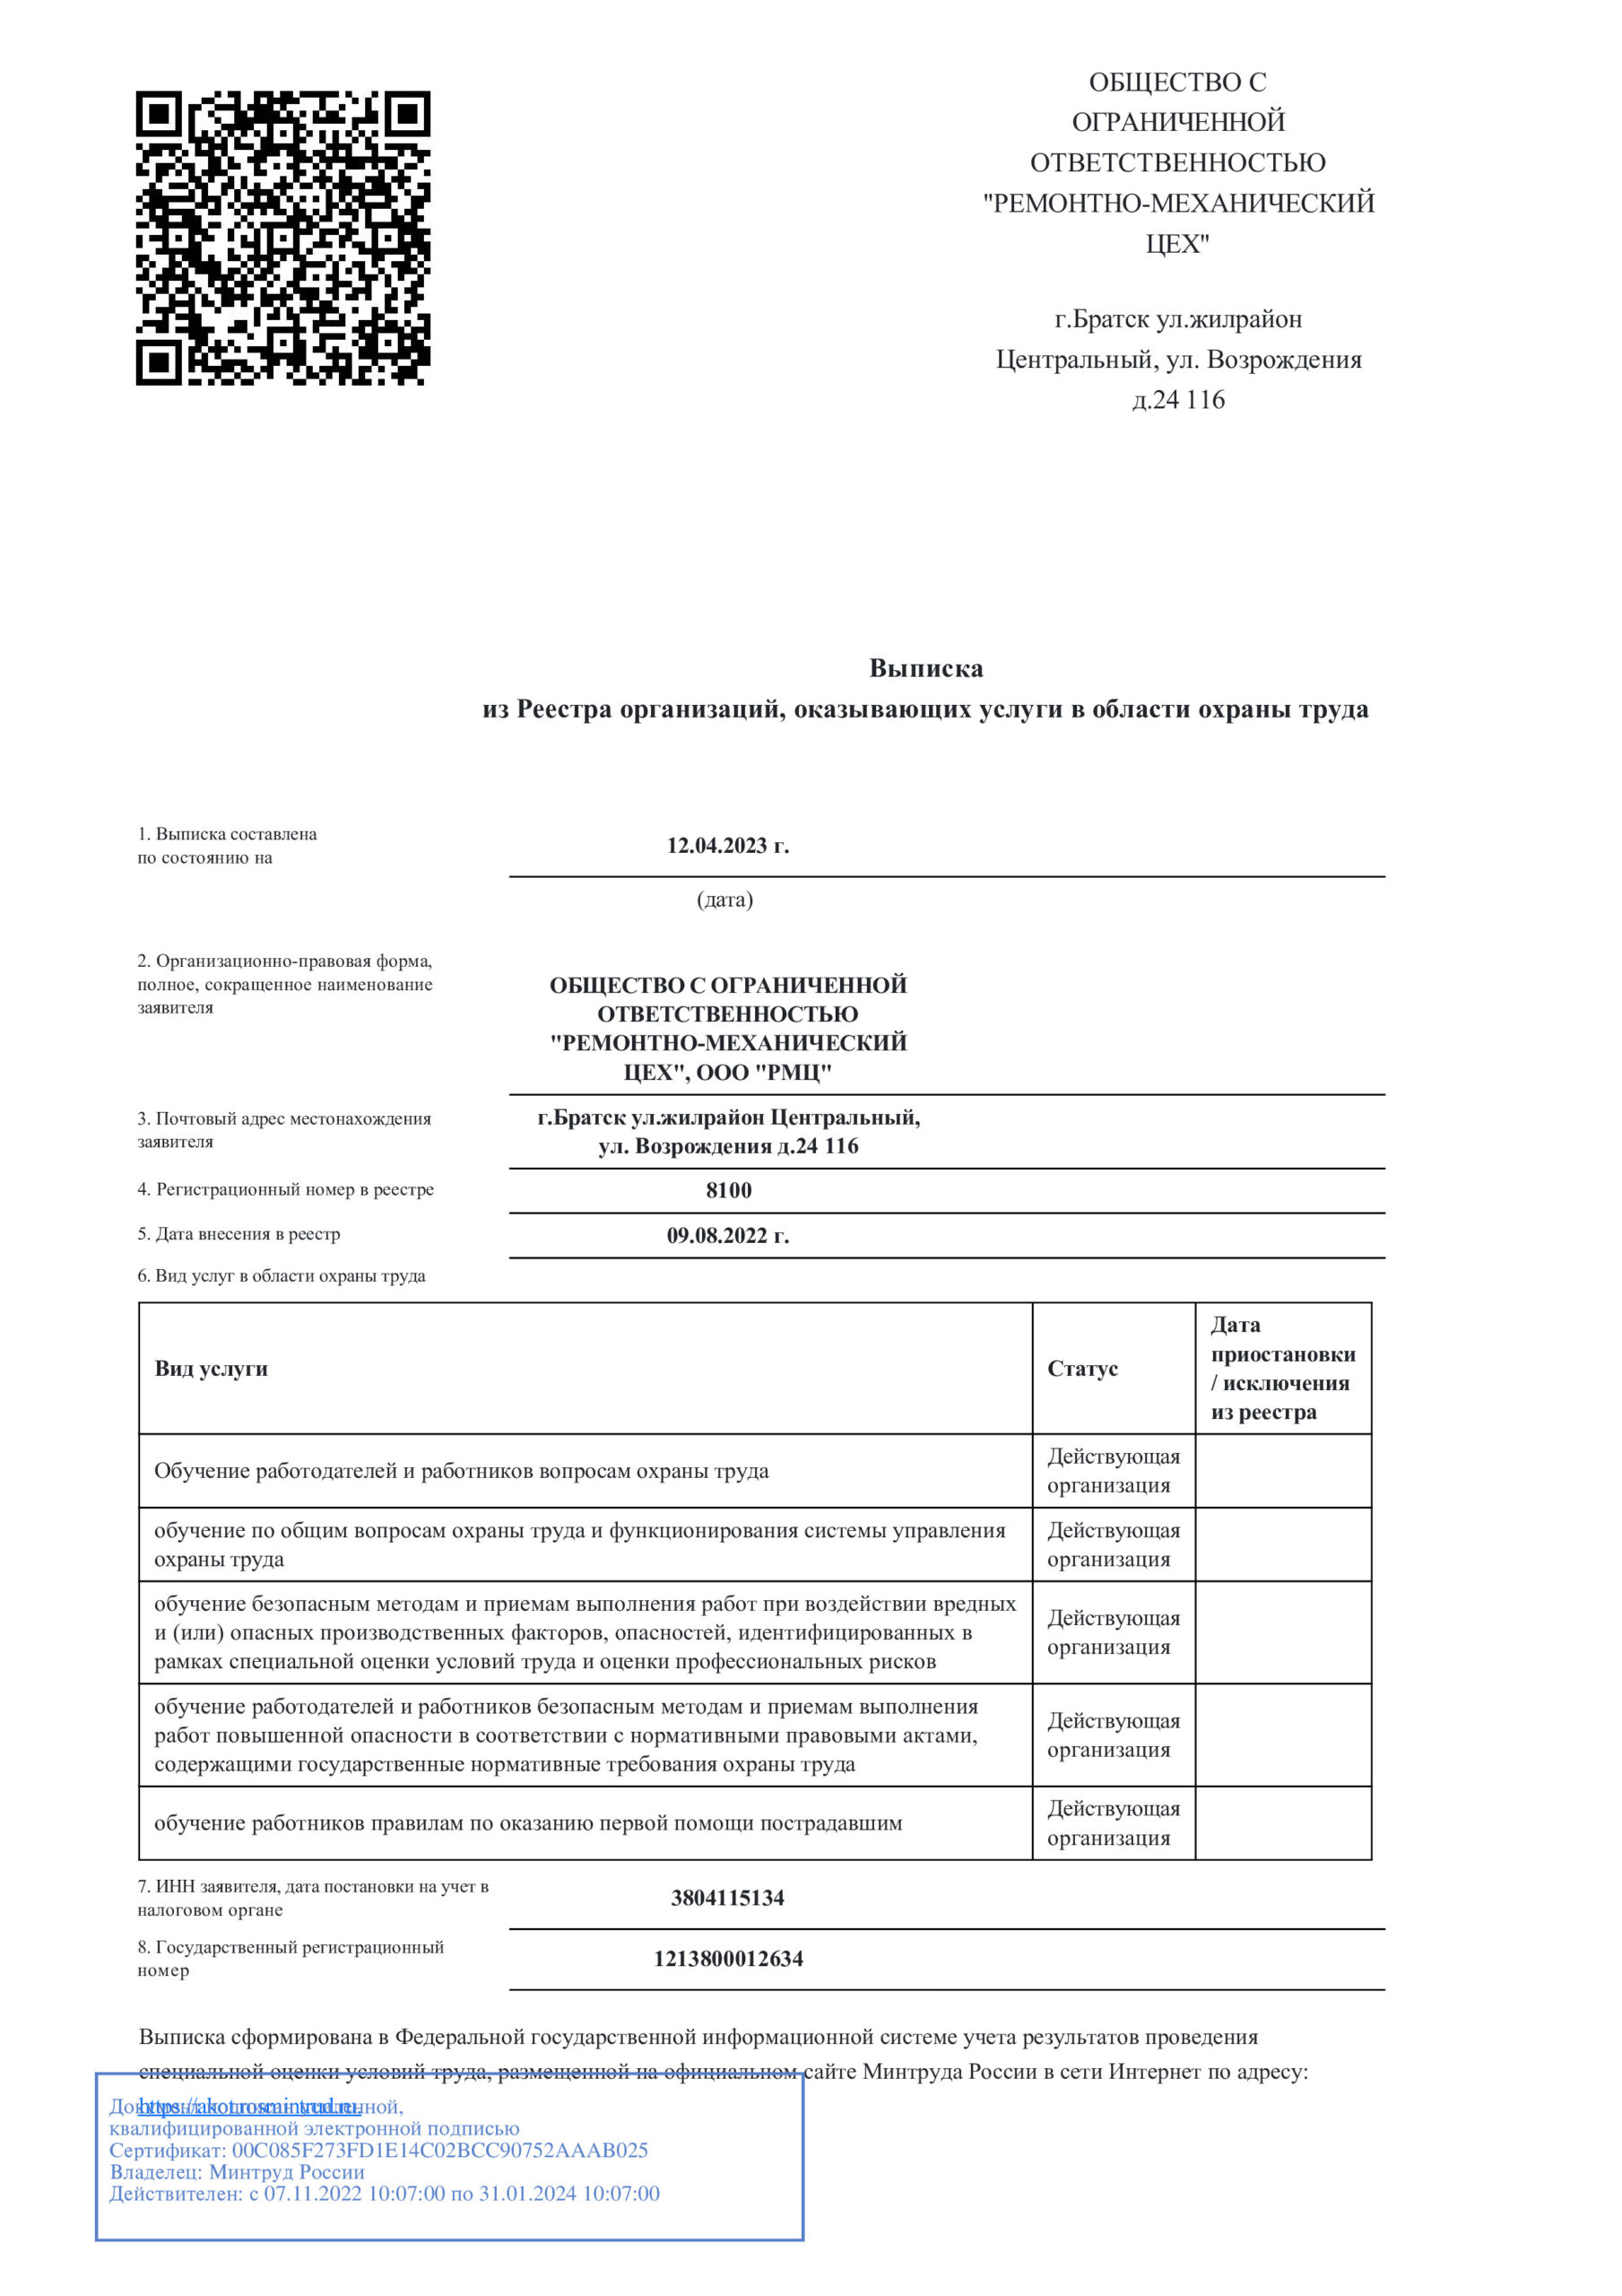 ОБЩЕСТВО С
ОГРАНИЧЕННОЙ
ОТВЕТСТВЕННОСТЬЮ
"РЕМОНТНО-МЕХАНИЧЕСКИЙ
ЦЕХ"
г.Братск ул.жилрайон
Центральный, ул. Возрождения
д.24 116
Выписка
из Реестра организаций, оказывающих услуги в области охраны труда
1. Выписка составлена
по состоянию на
12.04.2023 г.
(дата)
2. Организационно-правовая форма,
полное, сокращенное наименование
заявителя
ОБЩЕСТВО С ОГРАНИЧЕННОЙ
ОТВЕТСТВЕННОСТЬЮ
"РЕМОНТНО-МЕХАНИЧЕСКИЙ
ЦЕХ", ООО "РМЦ"
3. Почтовый адрес местонахождения
заявителя
г.Братск ул.жилрайон Центральный,
ул. Возрождения д.24 116
4. Регистрационный номер в реестре
8100
5. Дата внесения в реестр
09.08.2022 г.
6. Вид услуг в области охраны труда
Вид услуги
Статус
Дата
приостановки
/ исключения
из реестра
Обучение работодателей и работников вопросам охраны труда
Действующая
организация
обучение по общим вопросам охраны труда и функционирования системы управления
охраны труда
Действующая
организация
обучение безопасным методам и приемам выполнения работ при воздействии вредных
и (или) опасных производственных факторов, опасностей, идентифицированных в
рамках специальной оценки условий труда и оценки профессиональных рисков
Действующая
организация
обучение работодателей и работников безопасным методам и приемам выполнения
работ повышенной опасности в соответствии с нормативными правовыми актами,
содержащими государственные нормативные требования охраны труда
Действующая
организация
обучение работников правилам по оказанию первой помощи пострадавшим
Действующая
организация
7. ИНН заявителя, дата постановки на учет в
налоговом органе
3804115134
8. Государственный регистрационный
номер
1213800012634
Выписка сформирована в Федеральной государственной информационной системе учета результатов проведения
специальной оценки условий труда, размещенной на официальном сайте Минтруда России в сети Интернет по адресу:
https://akot.rosmintrud.ru.
квалифицированной электронной подписью
Сертификат: 00C085F273FD1E14C02BCC90752AAAB025
Владелец: Минтруд России
Действителен: с 07.11.2022 10:07:00 по 31.01.2024 10:07:00